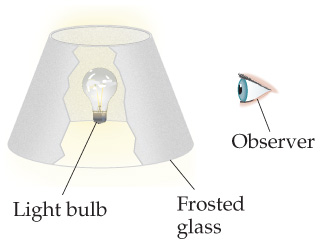 Observer
Light bulb
Frosted
glass